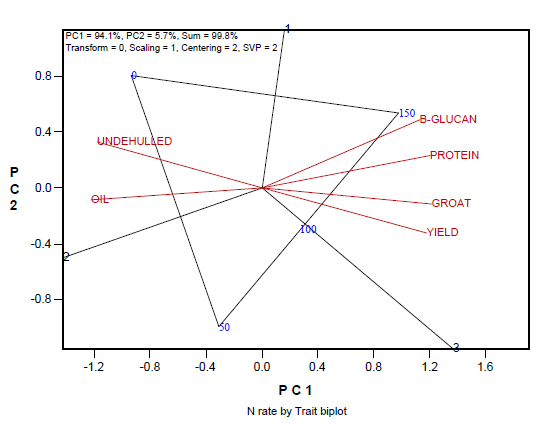 PC1 = 94.1%, PC2 = 5.7%, Sum = 99.8%
Transform = 0, Scaling = 1, Centering = 2, SVP = 2
1
0.8
0
150
B-GLUCAN
0.4
UNDEHULLED
PROTEIN
P
C
2
0.0
OIL
GROAT
100
YIELD
-0.4
2
-0.8
50
3
-1.2 -0.8 -0.4 0.0 0.4 0.8 1.2 1.6
P C 1
N rate by Trait biplot